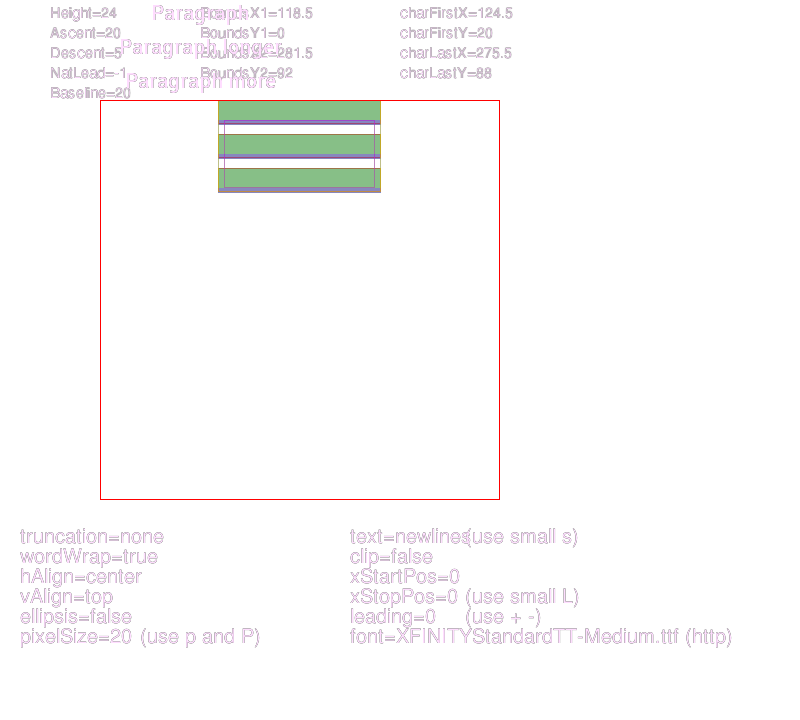 Height=24
Ascent=20
Descent=5
NatLead=-1
Baseline=20
Paragraph
Paragraph logger
Paragraph more
BoundsX1=118.5
BoundsY1=0
BoundsX2=281.5
BoundsY2=92
charFirstX=124.5
charFirstY=20
charLastX=275.5
charLastY=88
truncation=none
wordWrap=true
hAlign=center
vAlign=top
ellipsis=false
pixelSize=20 (use p and P)
text=newlines(use small s)
clip=false
xStartPos=0
xStopPos=0 (use small L)
leading=0 (use + -)
font=XFINITYStandardTT-Medium.ttf (http)